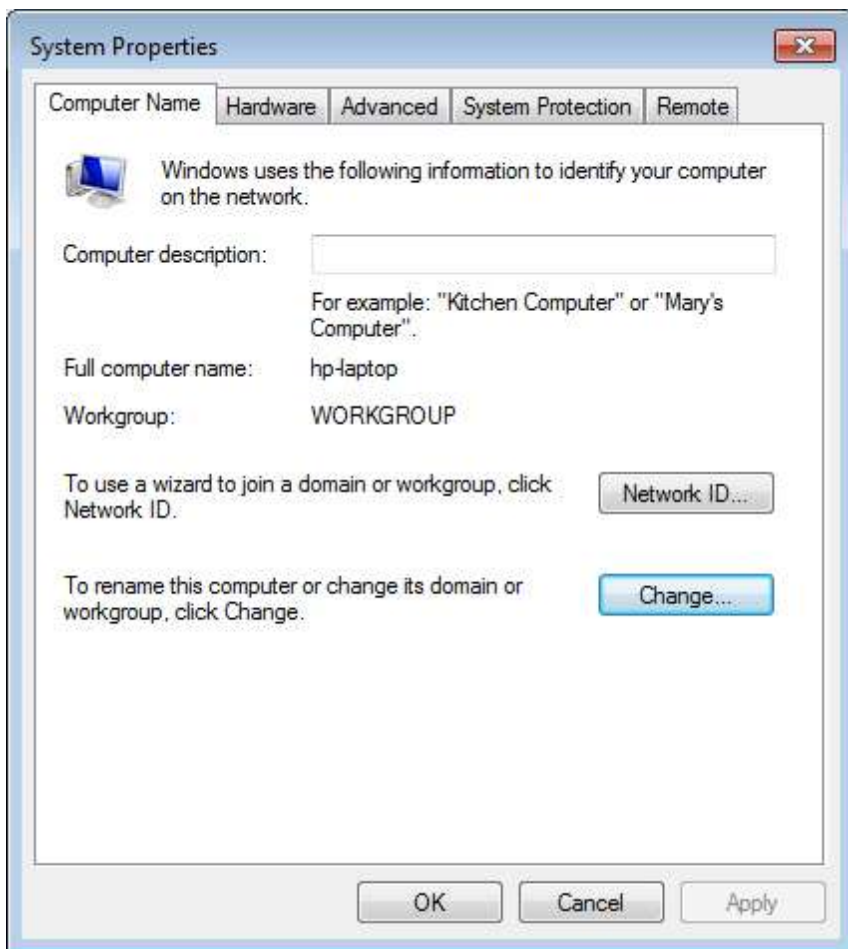 System Properties
Computer Name
Hardware
Advanced
System Protection
Remote
Windows uses the following information to identify your computer
on the network.
Computer description:
For example: "Kitchen Computer" or "Mary's
Computer".
Full computer name:
hp-laptop
Workgroup:
WORKGROUP
To use a wizard to join a domain or workgroup, click
Network ID.
Network ID...
To rename this computer or change its domain or
workgroup, click Change.
Change...
OK
Cancel
Apply